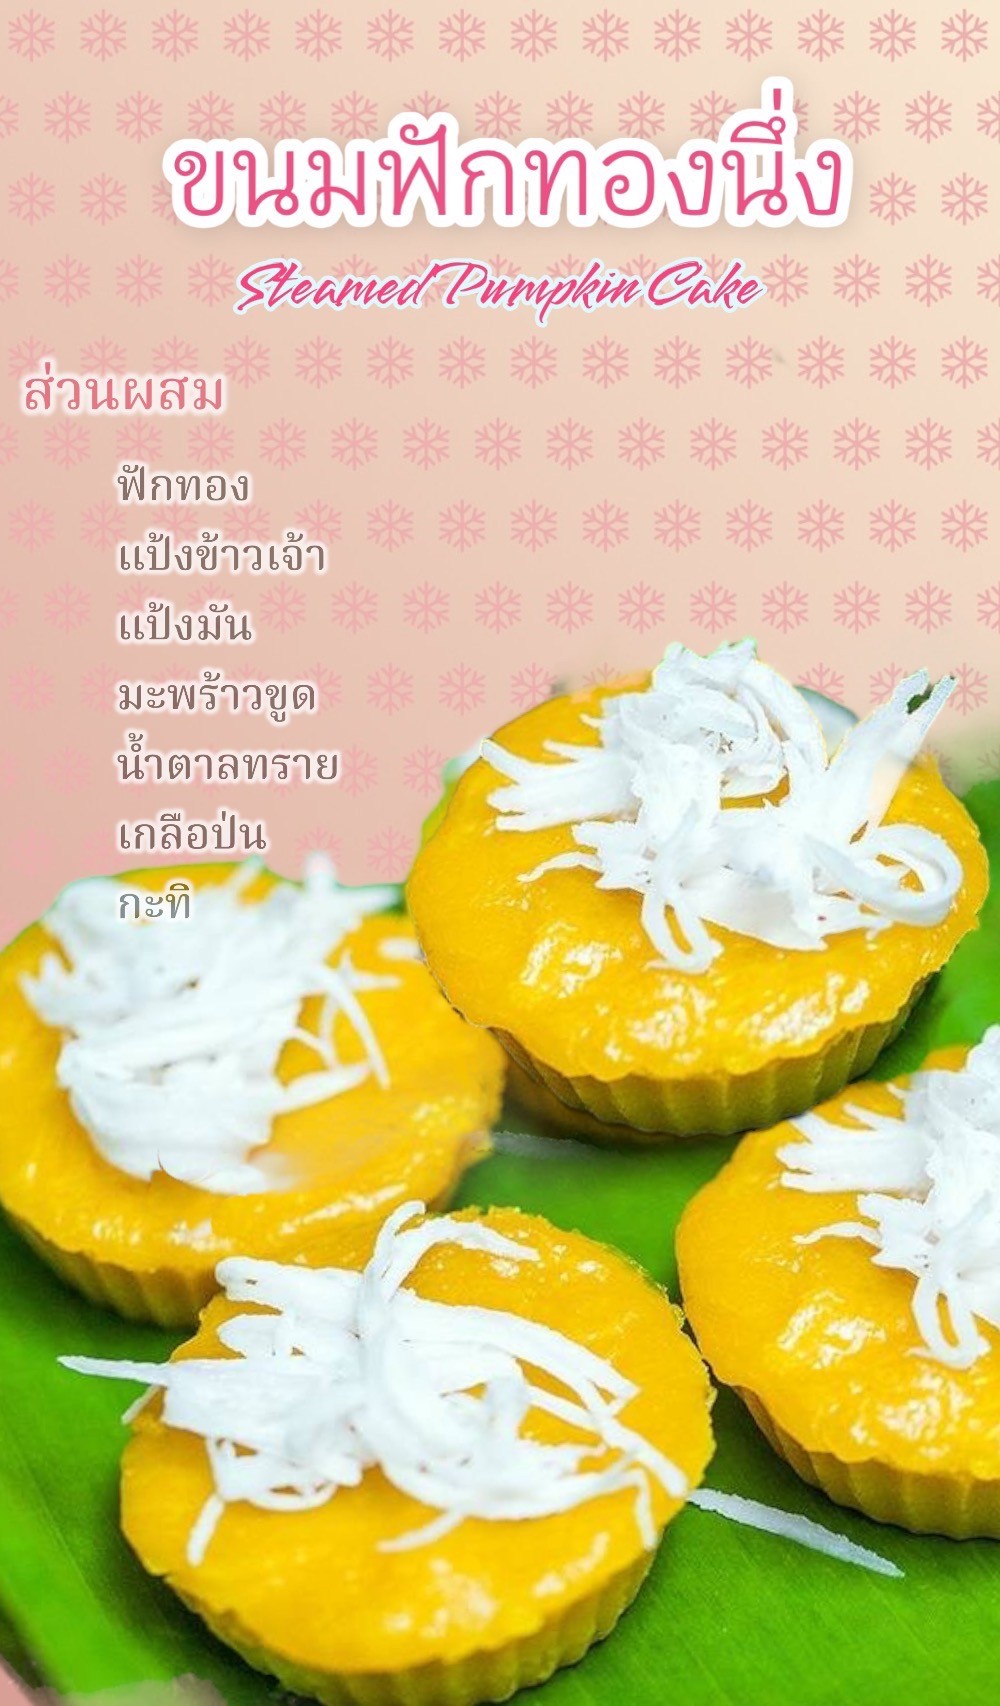 ขนมฟักทองนึ่ง
Steamed Pumpkin Cake
ส่วนผสม
ฟักทอง
แป้งข้าวเจ้า
แป้งมัน
มะพร้าวขูด
น้ำตาลทราย
เกลือป่น
กะทิ